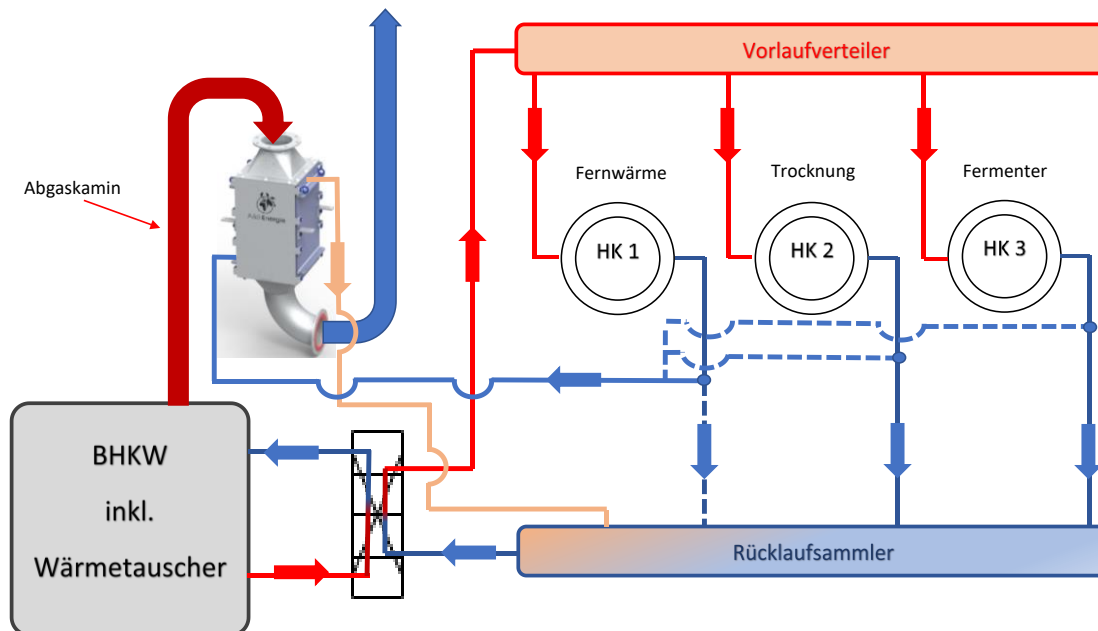 Vorlaufverteiler
Abgaskamin
Fernwärme
Trocknung
Fermenter
HK 1
HK 2
HK 3
BHKW
inkl.
Wärmetauscher
Rücklaufsammler